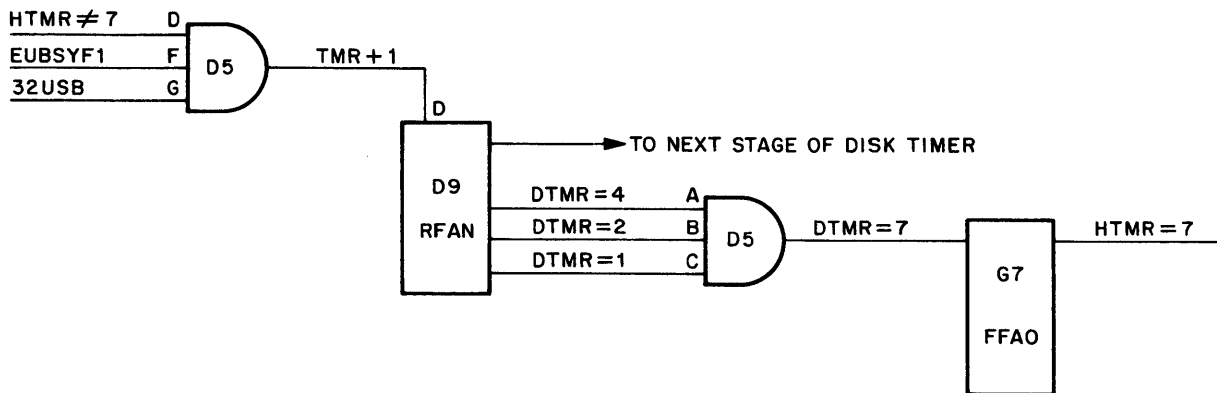 HTMR≠7 D
EUBSYF1 F
32USB G
D5
TMR+1
D
D9
RFAN
TO NEXT STAGE OF DISK TIMER
DTMR=4 A
DTMR=2 B
DTMR=1 C
D5
DTMR=7
G7
FFAO
HTMR=7